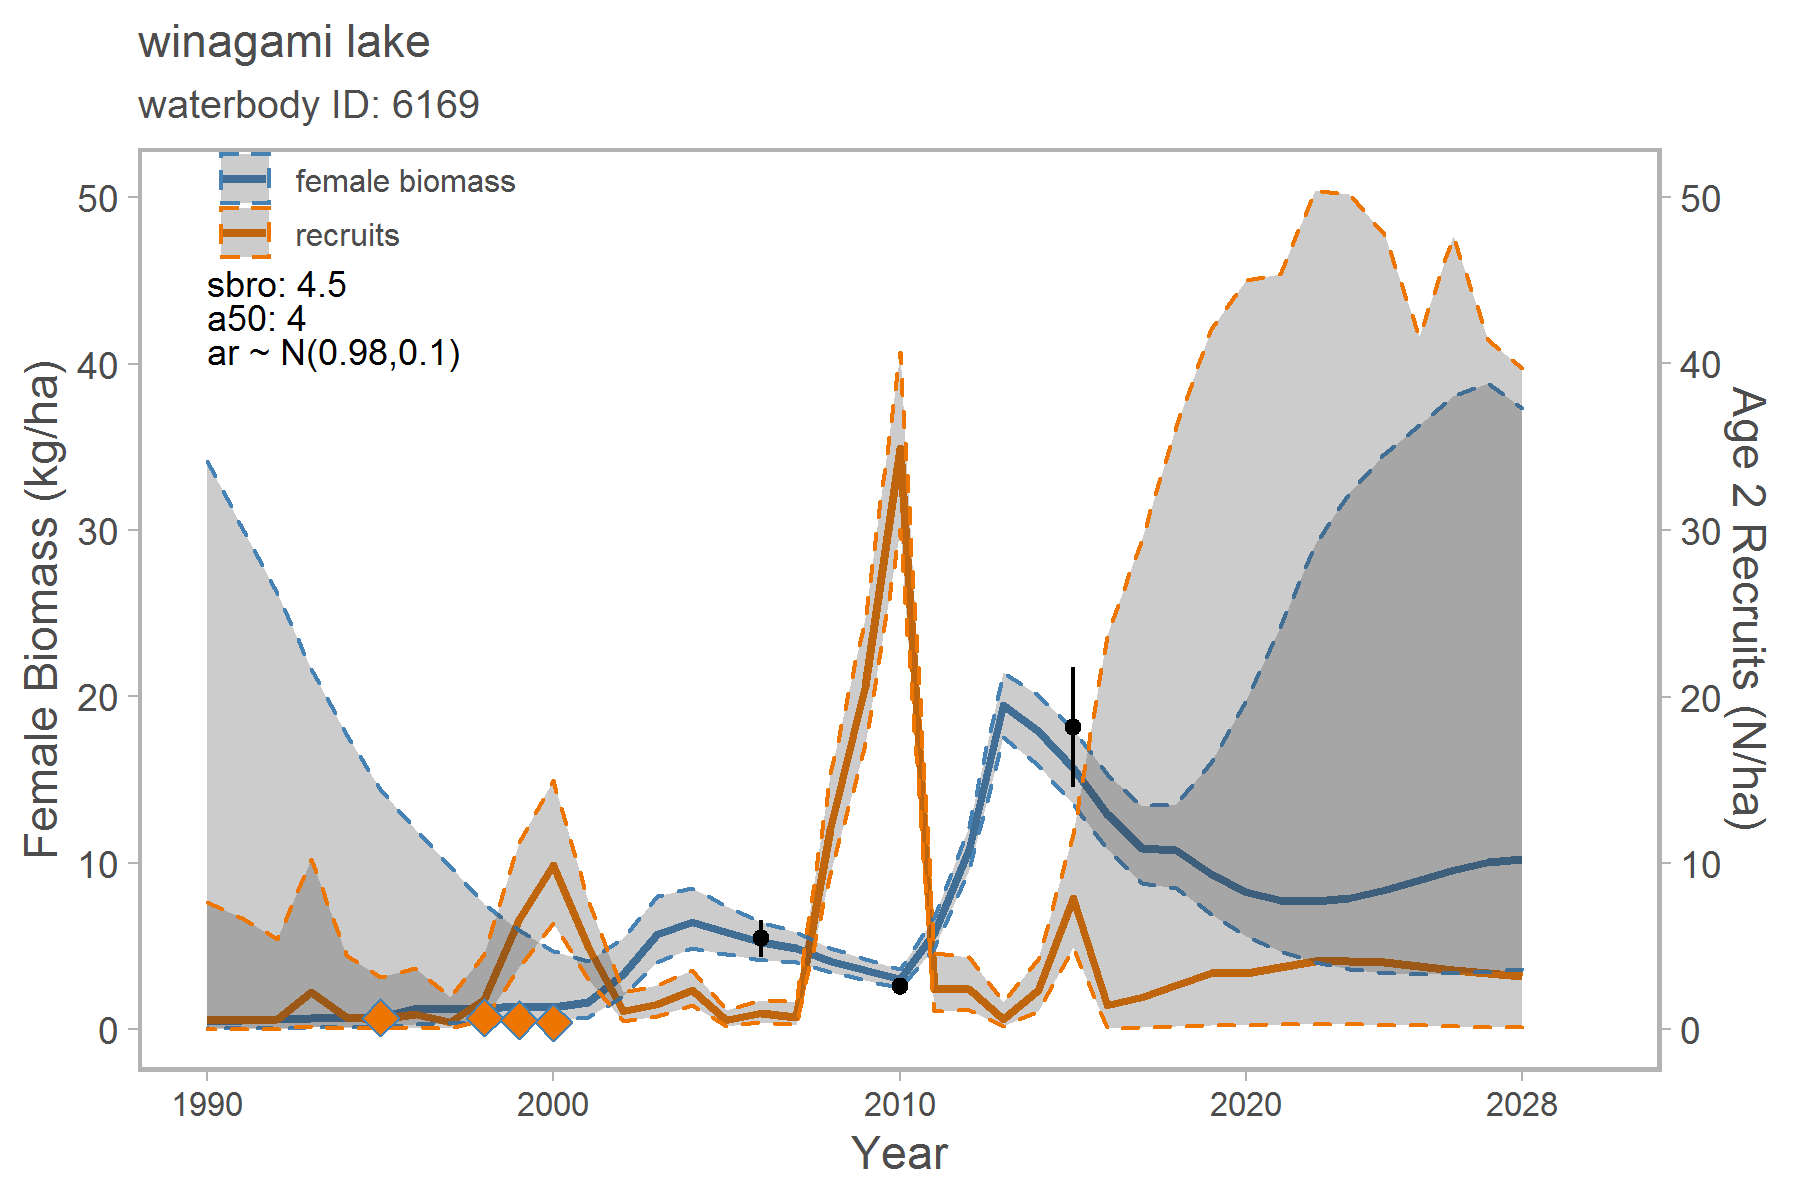 winagami lake
waterbody ID: 6169
female biomass
recruits
sbro: 4.5
a50: 4
ar ~ N(0.98,0.1)
Female Biomass (kg/ha)
50
40
30
20
10
0
50
40
30
20
10
0
Age 2 Recruits (N/ha)
1990
2000
2010
2020
2028
Year